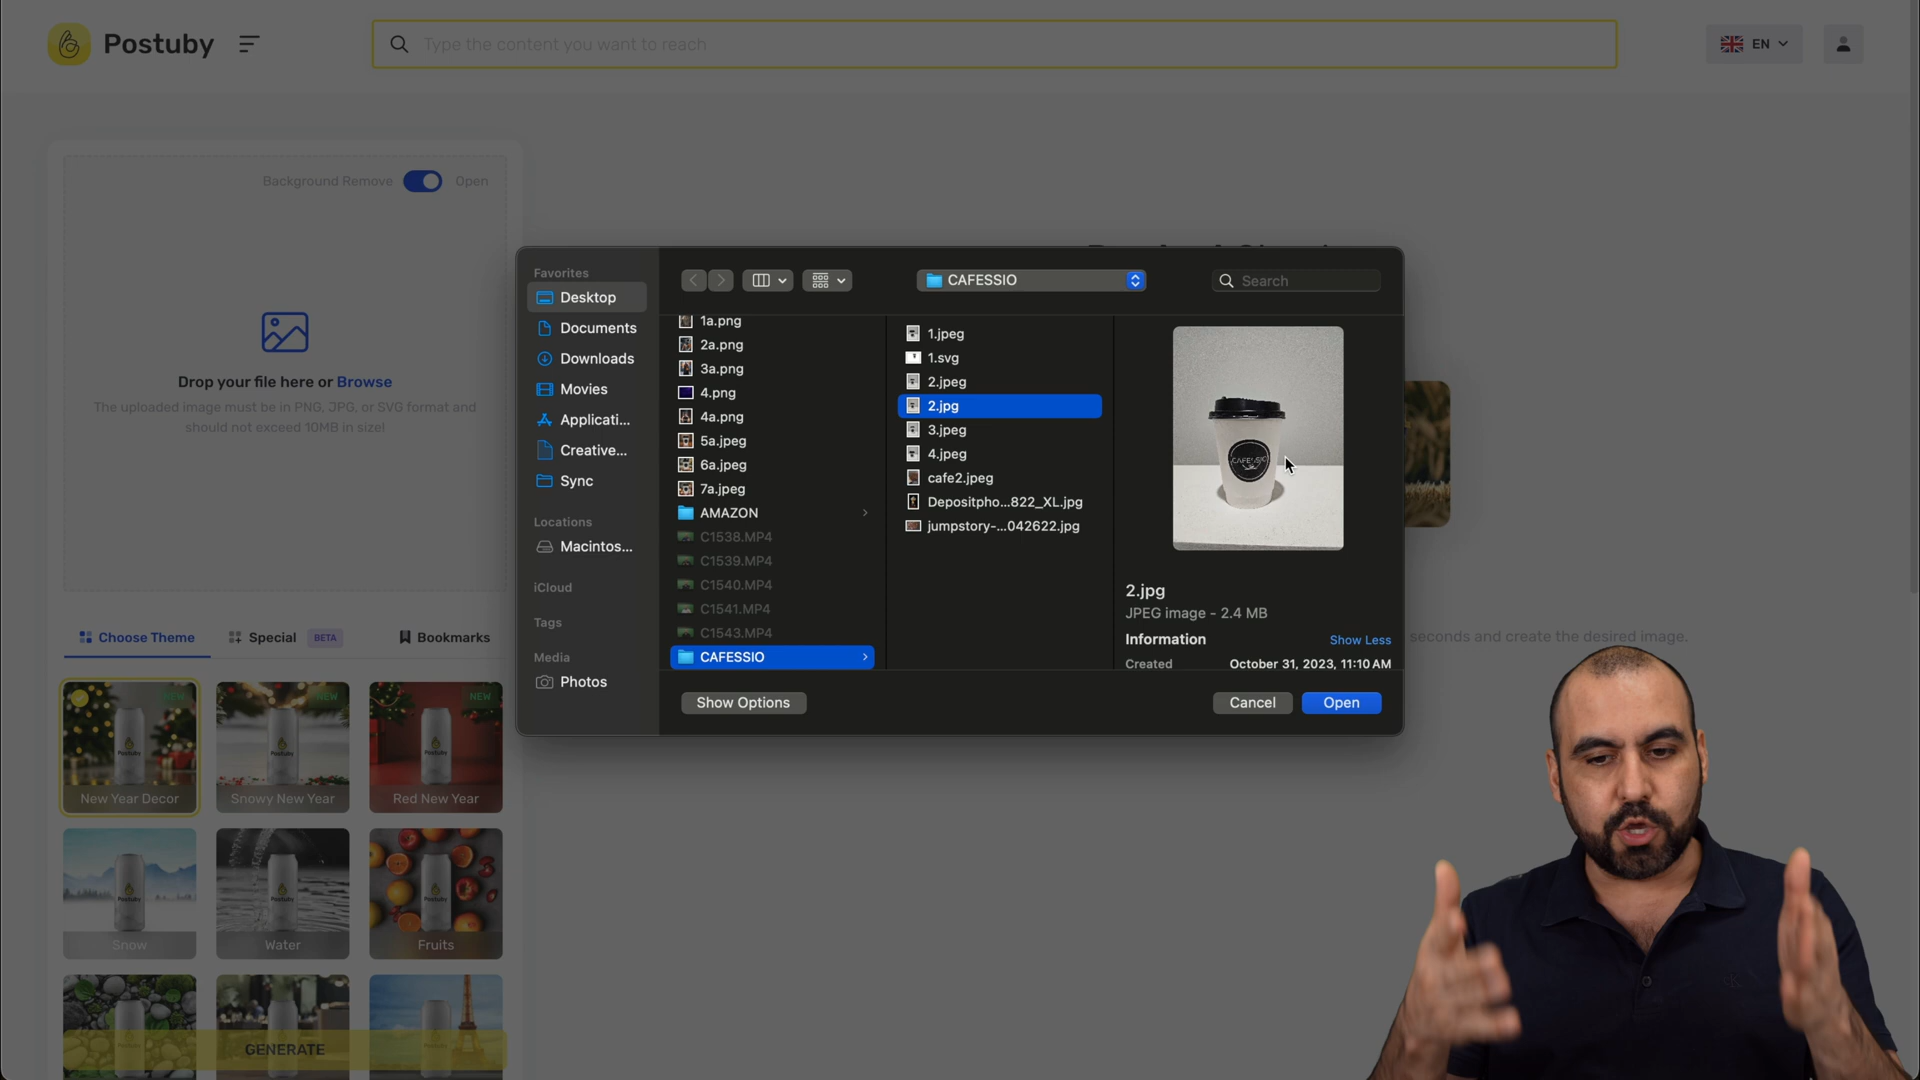 Postuby
Type the content you want to reach
EN
Background Remove
Open
Drop your file here or Browse
The uploaded image must be in PNG, JPG, or SVG format and
should not exceed 10MB in size!
Choose Theme
Special
BETA
Bookmarks
NEW
NEW
NEW
Postuby
Postuby
Postuby
New Year Decor
Snowy New Year
Red New Year
Postuby
Postuby
Postuby
Snow
Water
Fruits
GENERATE
Favorites
Desktop
Documents
Downloads
Movies
Applicati...
Creative...
Sync
Locations
Macintos...
iCloud
Tags
Media
Photos
CAFESSIO
Search
1a.png
2a.png
3a.png
4.png
4a.png
5a.jpeg
6a.jpeg
7a.jpeg
AMAZON
C1538.MP4
C1539.MP4
C1540.MP4
C1541.MP4
C1543.MP4
CAFESSIO
1.jpeg
1.svg
2.jpeg
2.jpg
3.jpeg
4.jpeg
cafe2.jpeg
Depositpho...822_XL.jpg
jumpstory-...042622.jpg
2.jpg
JPEG image - 2.4 MB
Information
Show Less
Created
October 31, 2023, 11:10 AM
Show Options
Cancel
Open
seconds and create the desired image.